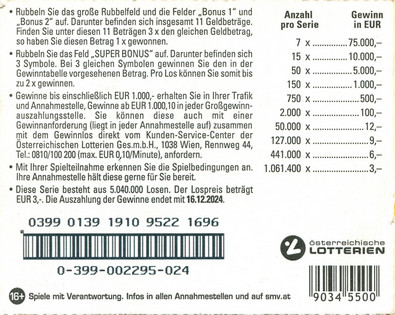 • Rubbeln Sie das große Rubbelfeld und die Felder „Bonus 1" und
„Bonus 2" auf. Darunter befinden sich insgesamt 11 Geldbeträge.
Finden Sie unter diesen 11 Beträgen 3 x den gleichen Geldbetrag,
so haben Sie diesen Betrag 1 x gewonnen.
• Rubbeln Sie das Feld „SUPER BONUS" auf. Darunter befinden sich
3 Symbole. Bei 3 gleichen Symbolen gewinnen Sie den in der
Gewinntabelle vorgesehenen Betrag. Pro Los können Sie somit bis
zu 2 x gewinnen.
• Gewinne bis einschließlich EUR 1.000,- erhalten Sie in Ihrer Trafik
und Annahmestelle, Gewinne ab EUR 1.000,10 in jeder Großgewinn-
auszahlungsstelle. Sie können diese auch mit einer
Gewinnanforderung (liegt in jeder Annahmestelle auf) zusammen
mit dem Gewinnlos direkt vom Kunden-Service-Center der
Österreichischen Lotterien Ges.m.b.H., 1038 Wien, Rennweg 44,
Tel.: 0810/100 200 (max. EUR 0,10/Minute), anfordern.
• Mit Ihrer Spielteilnahme erkennen Sie die Spielbedingungen an.
Ihre Annahmestelle hält diese gerne für Sie bereit.
• Diese Serie besteht aus 5.040.000 Losen. Der Lospreis beträgt
EUR 3,-. Die Auszahlung der Gewinne endet mit 16.12.2024.
0399 0139 1910 9522 1696
0-399-002295-024
16+ Spiele mit Verantwortung. Infos in allen Annahmestellen und auf smv.at
Anzahl pro Serie Gewinn in EUR
7 x ............... 75.000,–
15 x ............... 10.000,–
50 x ............... 5.000,–
150 x ............... 1.000,–
750 x ............... 500,–
2.000 x ............... 100,–
50.000 x ............... 12,–
127.000 x ............... 9,–
441.000 x ............... 6,–
1.061.400 x ............... 3,–
österreichische
LOTTERIEN
9034 5500